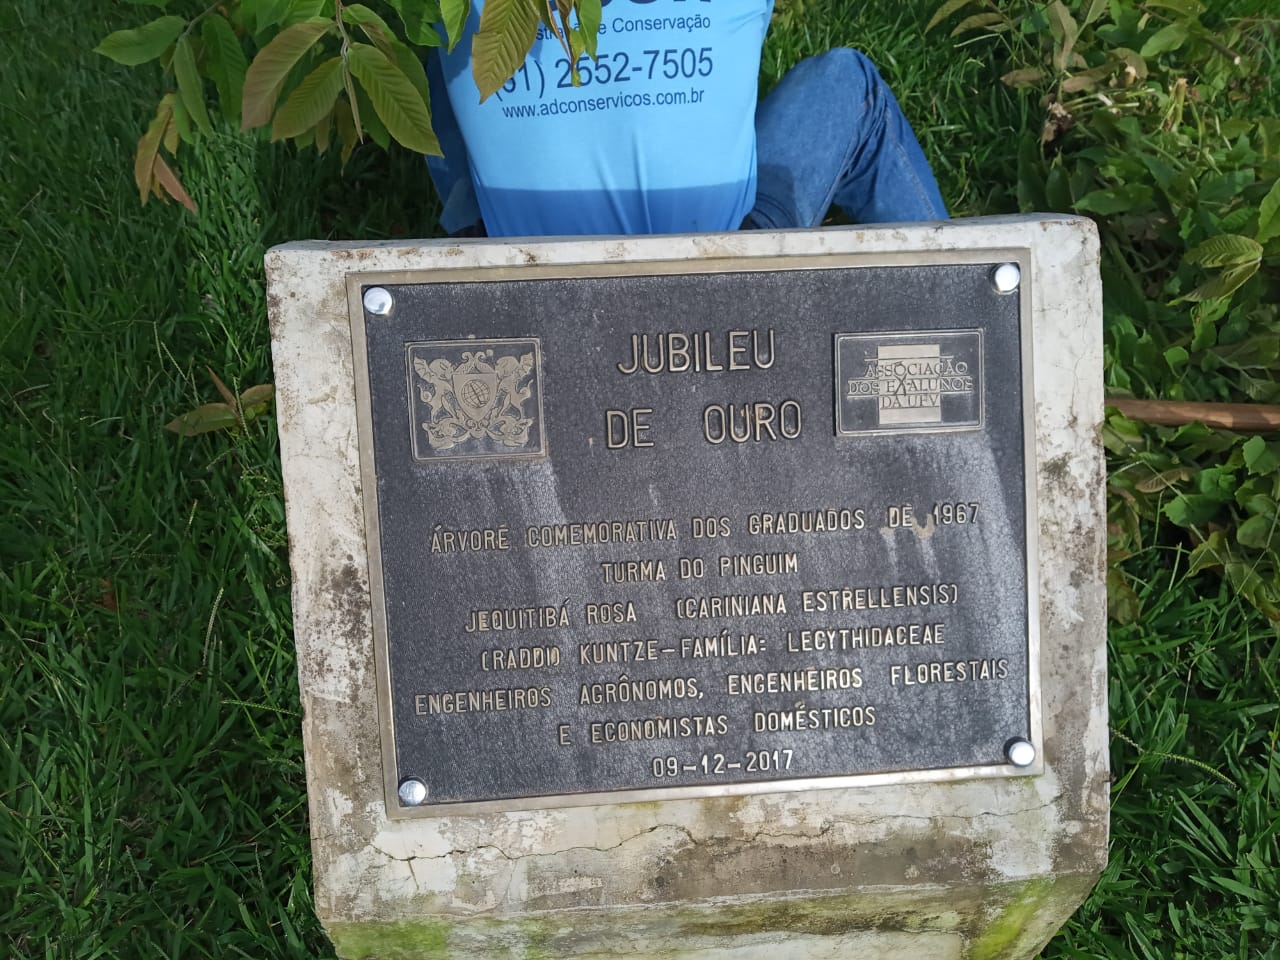 e Conservação
2552-7505
www.adconservicos.com.br
JUBILEU
DE OURO
ASSOCIAÇÃO
DOS EXALUNOS
DA UFV
ÁRVORE COMEMORATIVA DOS GRADUADOS DE 1967
TURMA DO PINGUIM
JEQUITIBÁ ROSA (CARINIANA ESTRELLENSIS)
(RADDI) KUNTZE-FAMÍLIA: LECYTHIDACEAE
ENGENHEIROS AGRÔNOMOS, ENGENHEIROS FLORESTAIS
E ECONOMISTAS DOMÉSTICOS
09-12-2017